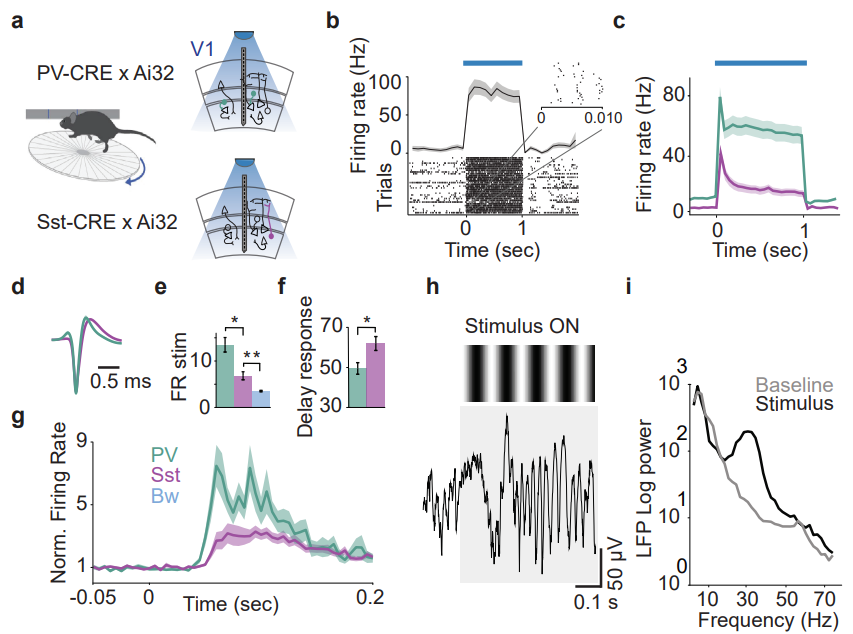 a
PV-CRE x Ai32
V1
Sst-CRE x Ai32
b
Firing rate (Hz)
100
50
0
Trials
0
0.010
0
1
Time (sec)
c
Firing rate (Hz)
80
40
0
0
1
Time (sec)
d
0.5 ms
e
FR stim
10
0
*
**
f
Delay response
70
50
30
*
g
Norm. Firing Rate
9
5
1
PV
Sst
Bw
-0.05
0
0.2
Time (sec)
h
Stimulus ON
50 µV
0.1 s
i
LFP Log power
10 3
10 2
10 1
10 0
Baseline
Stimulus
10
30
50
70
Frequency (Hz)